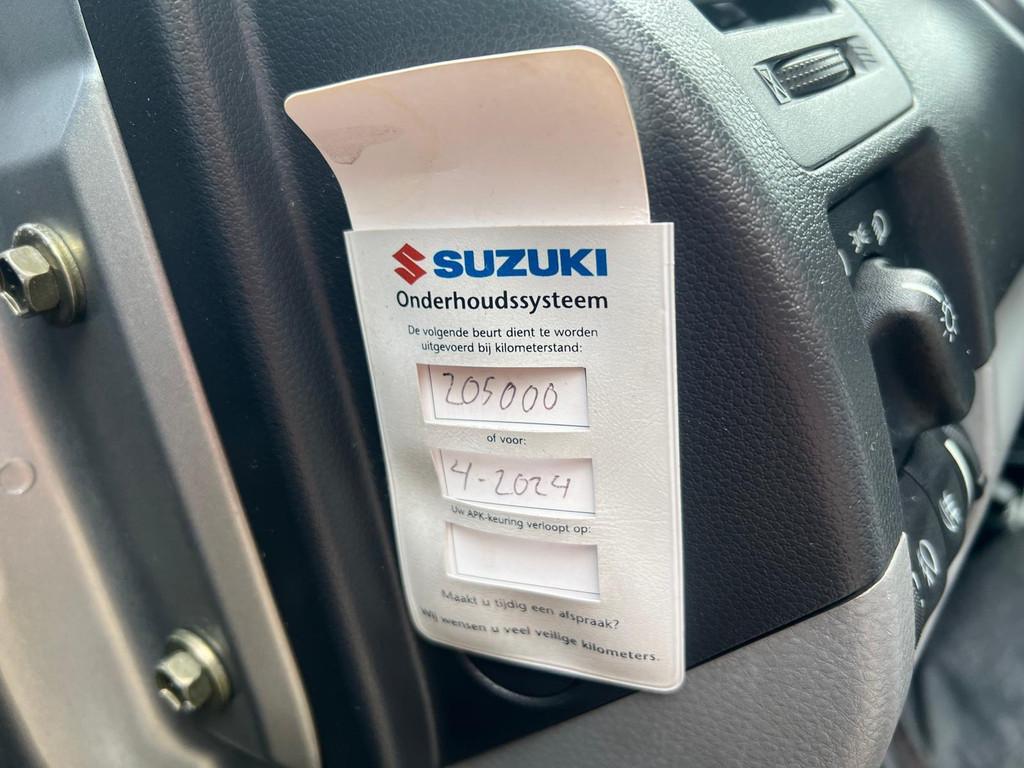 SUZUKI
Onderhoudssysteem
De volgende beurt dient te worden
uitgevoerd bij kilometerstand:
205000
of voor:
4-2024
Uw APK-keuring verloopt op:
Maakt u tijdig een afspraak?
Wij wensen u veel veilige kilometers.